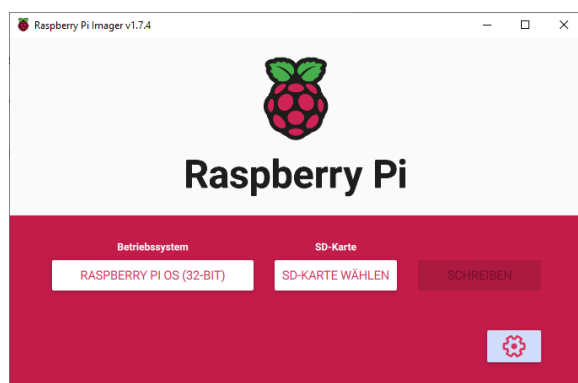 Raspberry Pi Imager v1.7.4
Raspberry Pi
Betriebssystem
SD-Karte
RASPBERRY PI OS (32-BIT)
SD-KARTE WÄHLEN
SCHREIBEN